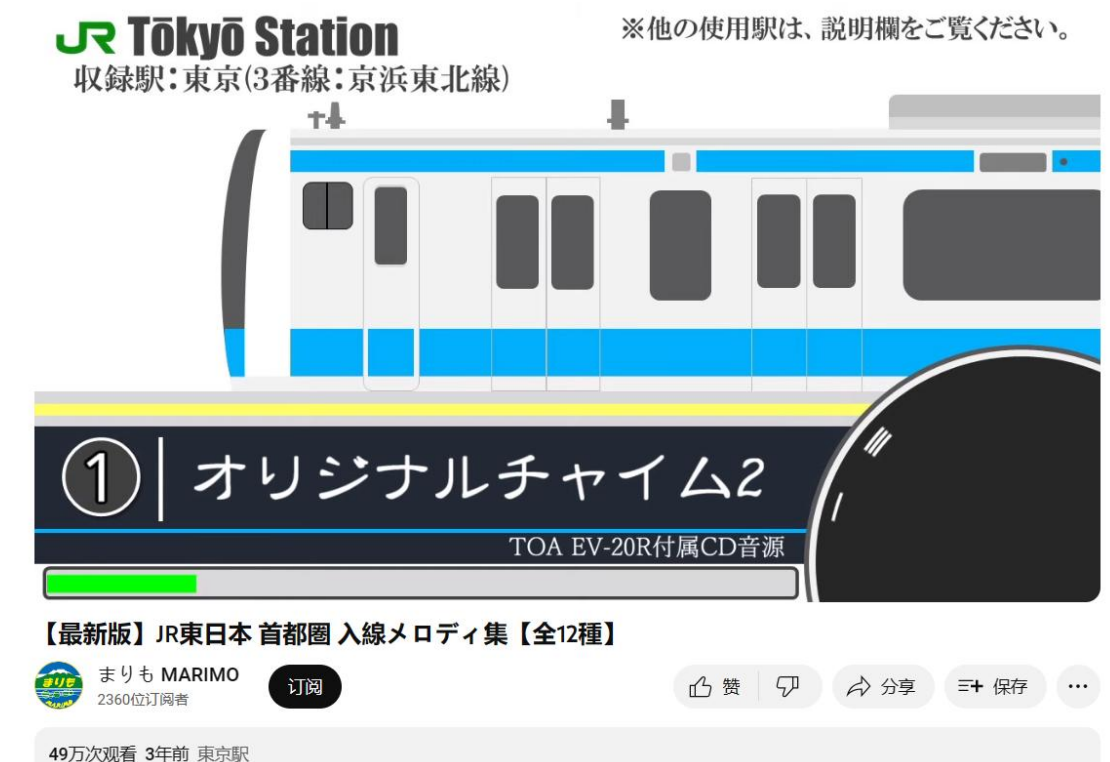 JR Tōkyō Station
※他の使用駅は、説明欄をご覧ください。
収録駅：東京(3番線：京浜東北線)
① オリジナルチャイム2
TOA EV-20R付属CD音源
【最新版】JR東日本 首都圏 入線メロディ集【全12種】
まりも
MARIMO
まりも MARIMO
2360位订阅者
订阅
赞
分享
保存
49万次观看 3年前 東京駅